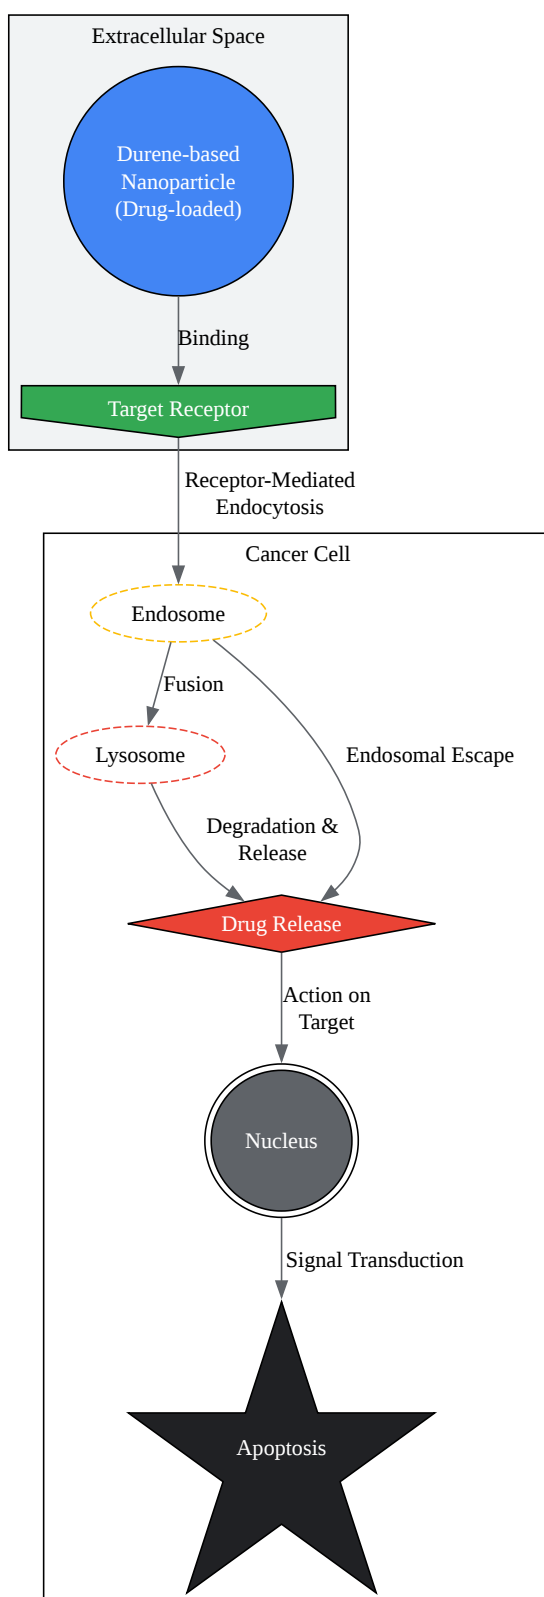 Extracellular Space
Durene-based
Nanoparticle
(Drug-loaded)
Binding
Target Receptor
Receptor-Mediated
Endocytosis
Cancer Cell
Endosome
Fusion
Lysosome
Endosomal Escape
Degradation &
Release
Drug Release
Action on
Target
Nucleus
Signal Transduction
Apoptosis